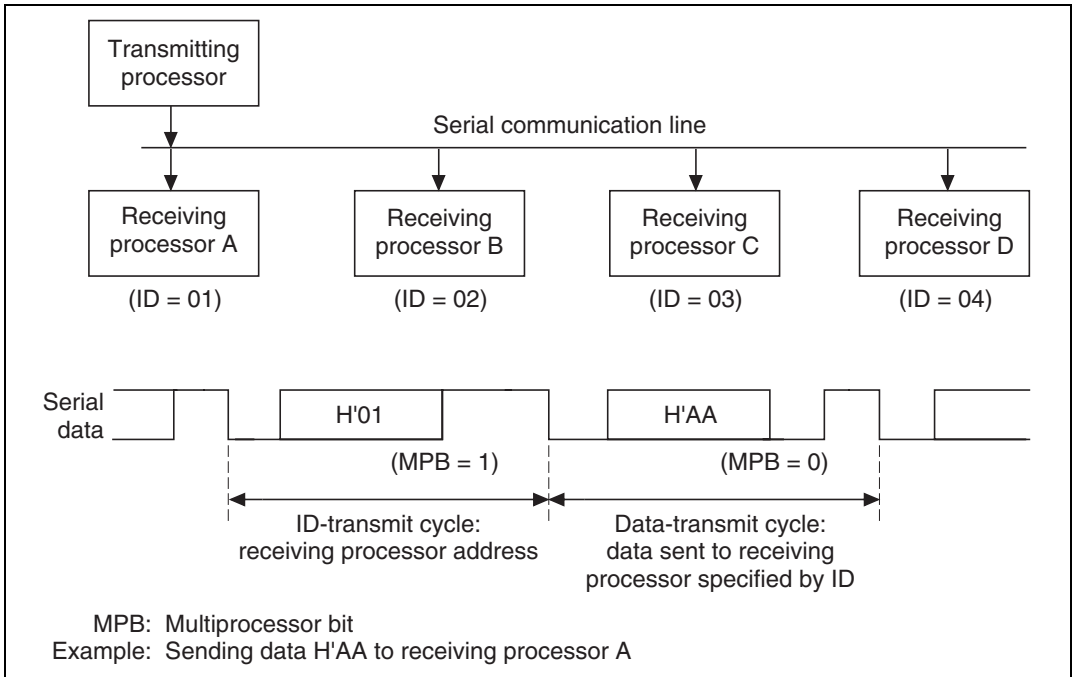 Transmitting
processor
Serial communication line
Receiving
processor A
Receiving
processor B
Receiving
processor C
Receiving
processor D
(ID = 01)
(ID = 02)
(ID = 03)
(ID = 04)
Serial
data
H'01
H'AA
(MPB = 1)
(MPB = 0)
ID-transmit cycle:
receiving processor address
Data-transmit cycle:
data sent to receiving
processor specified by ID
MPB: Multiprocessor bit
Example: Sending data H'AA to receiving processor A